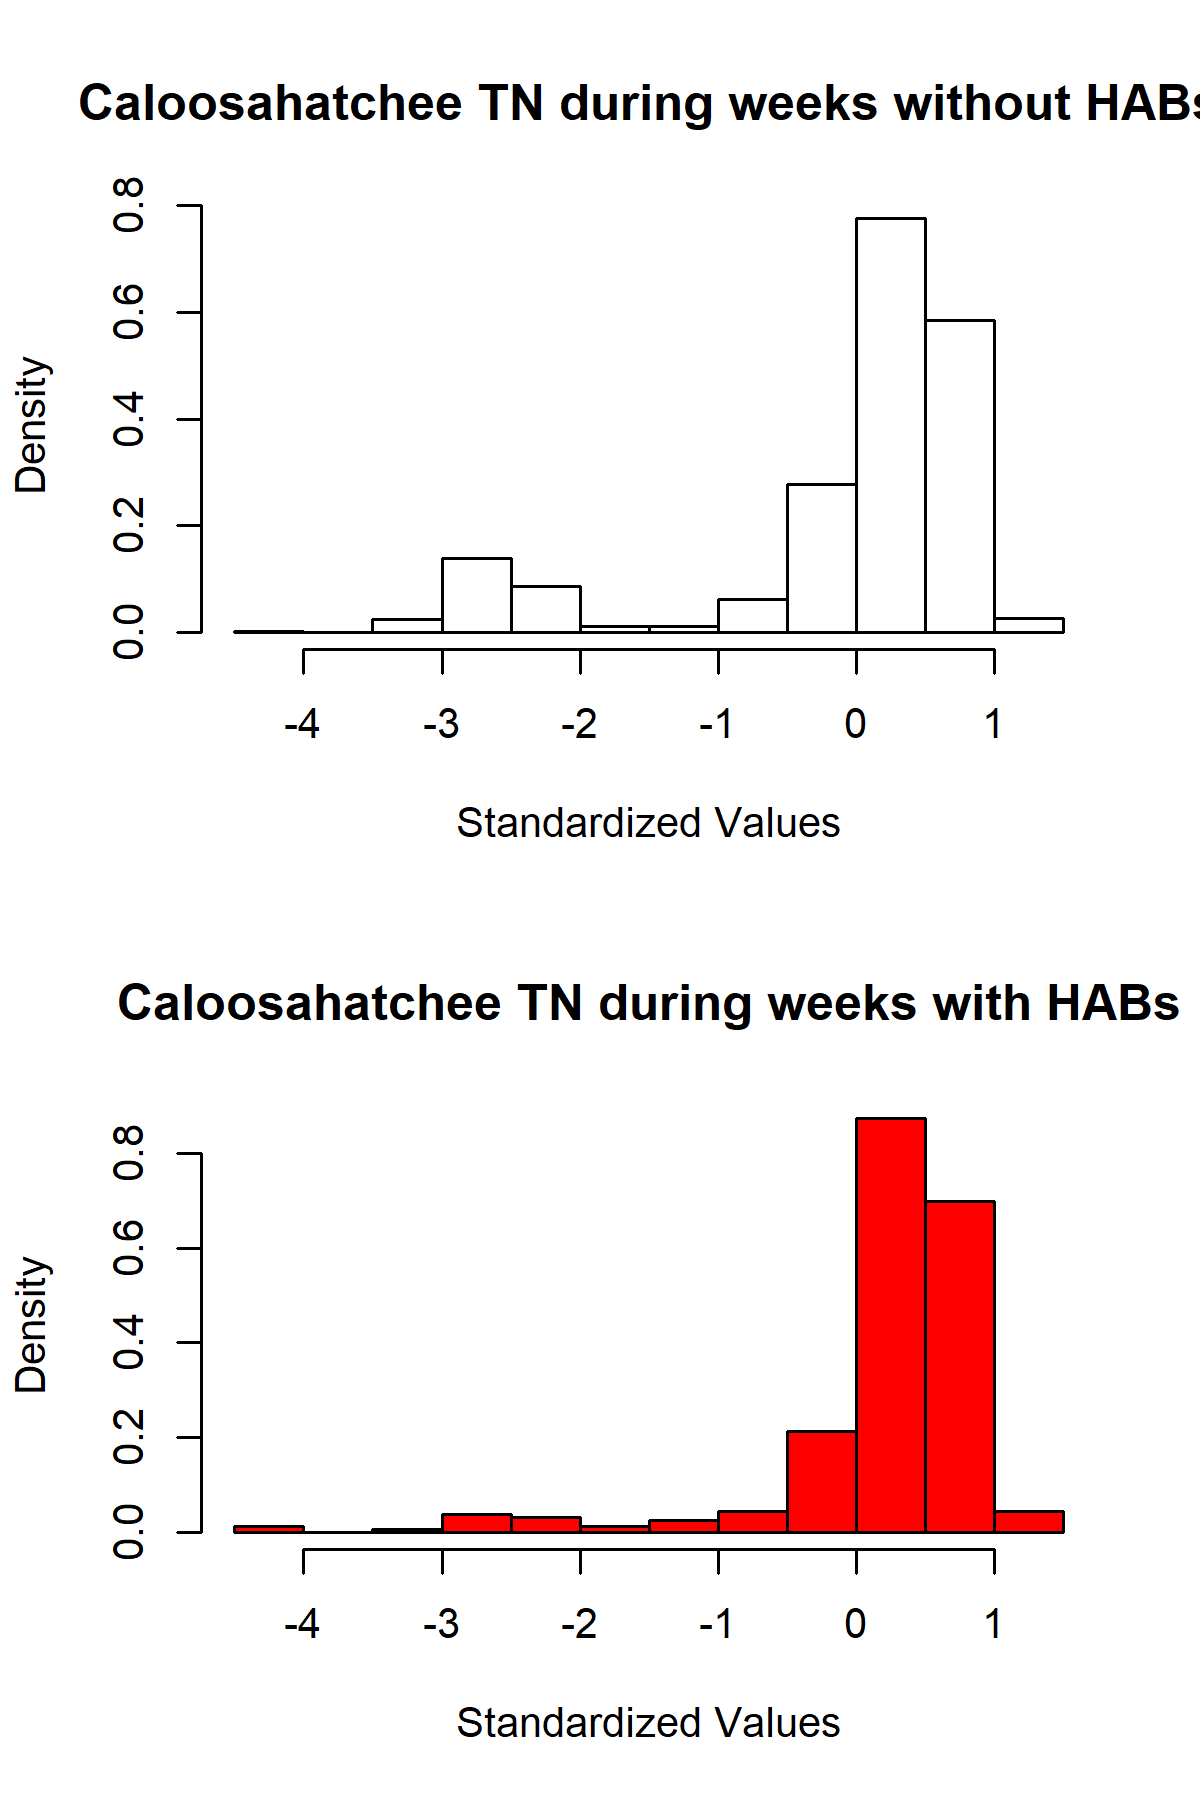 Caloosahatchee TN during weeks without HABs
Density
0.0 0.2 0.4 0.6 0.8
-4 -3 -2 -1 0 1
Standardized Values
Caloosahatchee TN during weeks with HABs
Density
0.0 0.2 0.4 0.6 0.8
-4 -3 -2 -1 0 1
Standardized Values